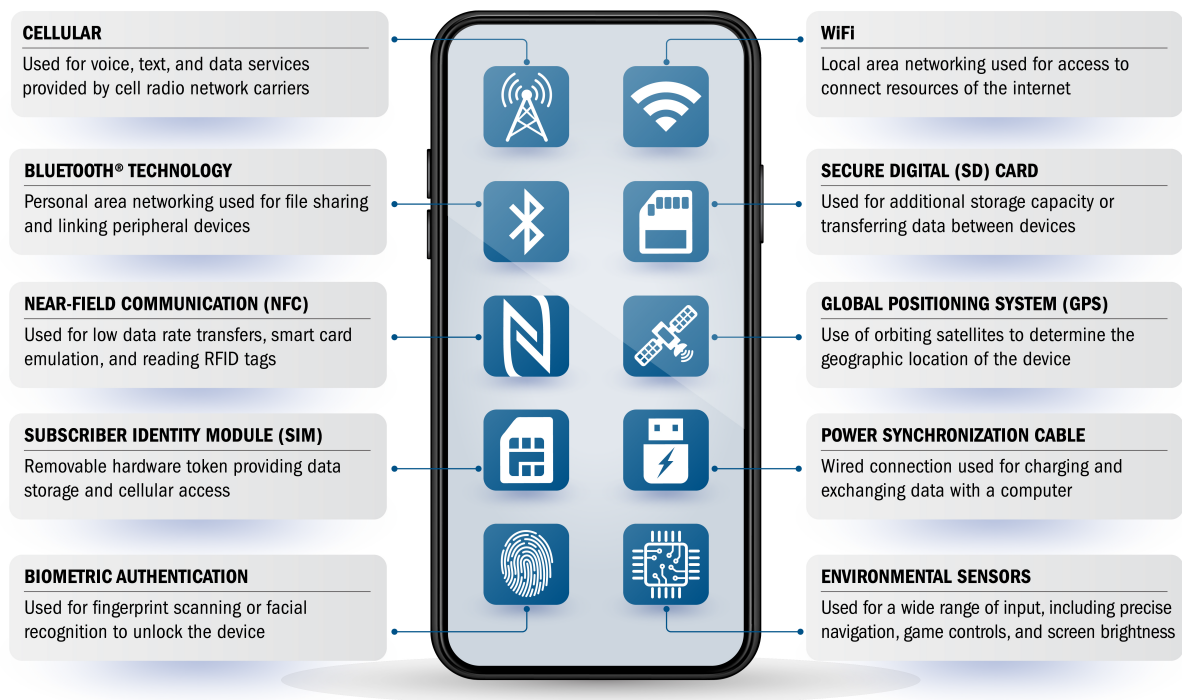 CELLULAR
Used for voice, text, and data services
provided by cell radio network carriers
BLUETOOTH® TECHNOLOGY
Personal area networking used for file sharing
and linking peripheral devices
NEAR-FIELD COMMUNICATION (NFC)
Used for low data rate transfers, smart card
emulation, and reading RFID tags
SUBSCRIBER IDENTITY MODULE (SIM)
Removable hardware token providing data
storage and cellular access
BIOMETRIC AUTHENTICATION
Used for fingerprint scanning or facial
recognition to unlock the device
WiFi
Local area networking used for access to
connect resources of the internet
SECURE DIGITAL (SD) CARD
Used for additional storage capacity or
transferring data between devices
GLOBAL POSITIONING SYSTEM (GPS)
Use of orbiting satellites to determine the
geographic location of the device
POWER SYNCHRONIZATION CABLE
Wired connection used for charging and
exchanging data with a computer
ENVIRONMENTAL SENSORS
Used for a wide range of input, including precise
navigation, game controls, and screen brightness